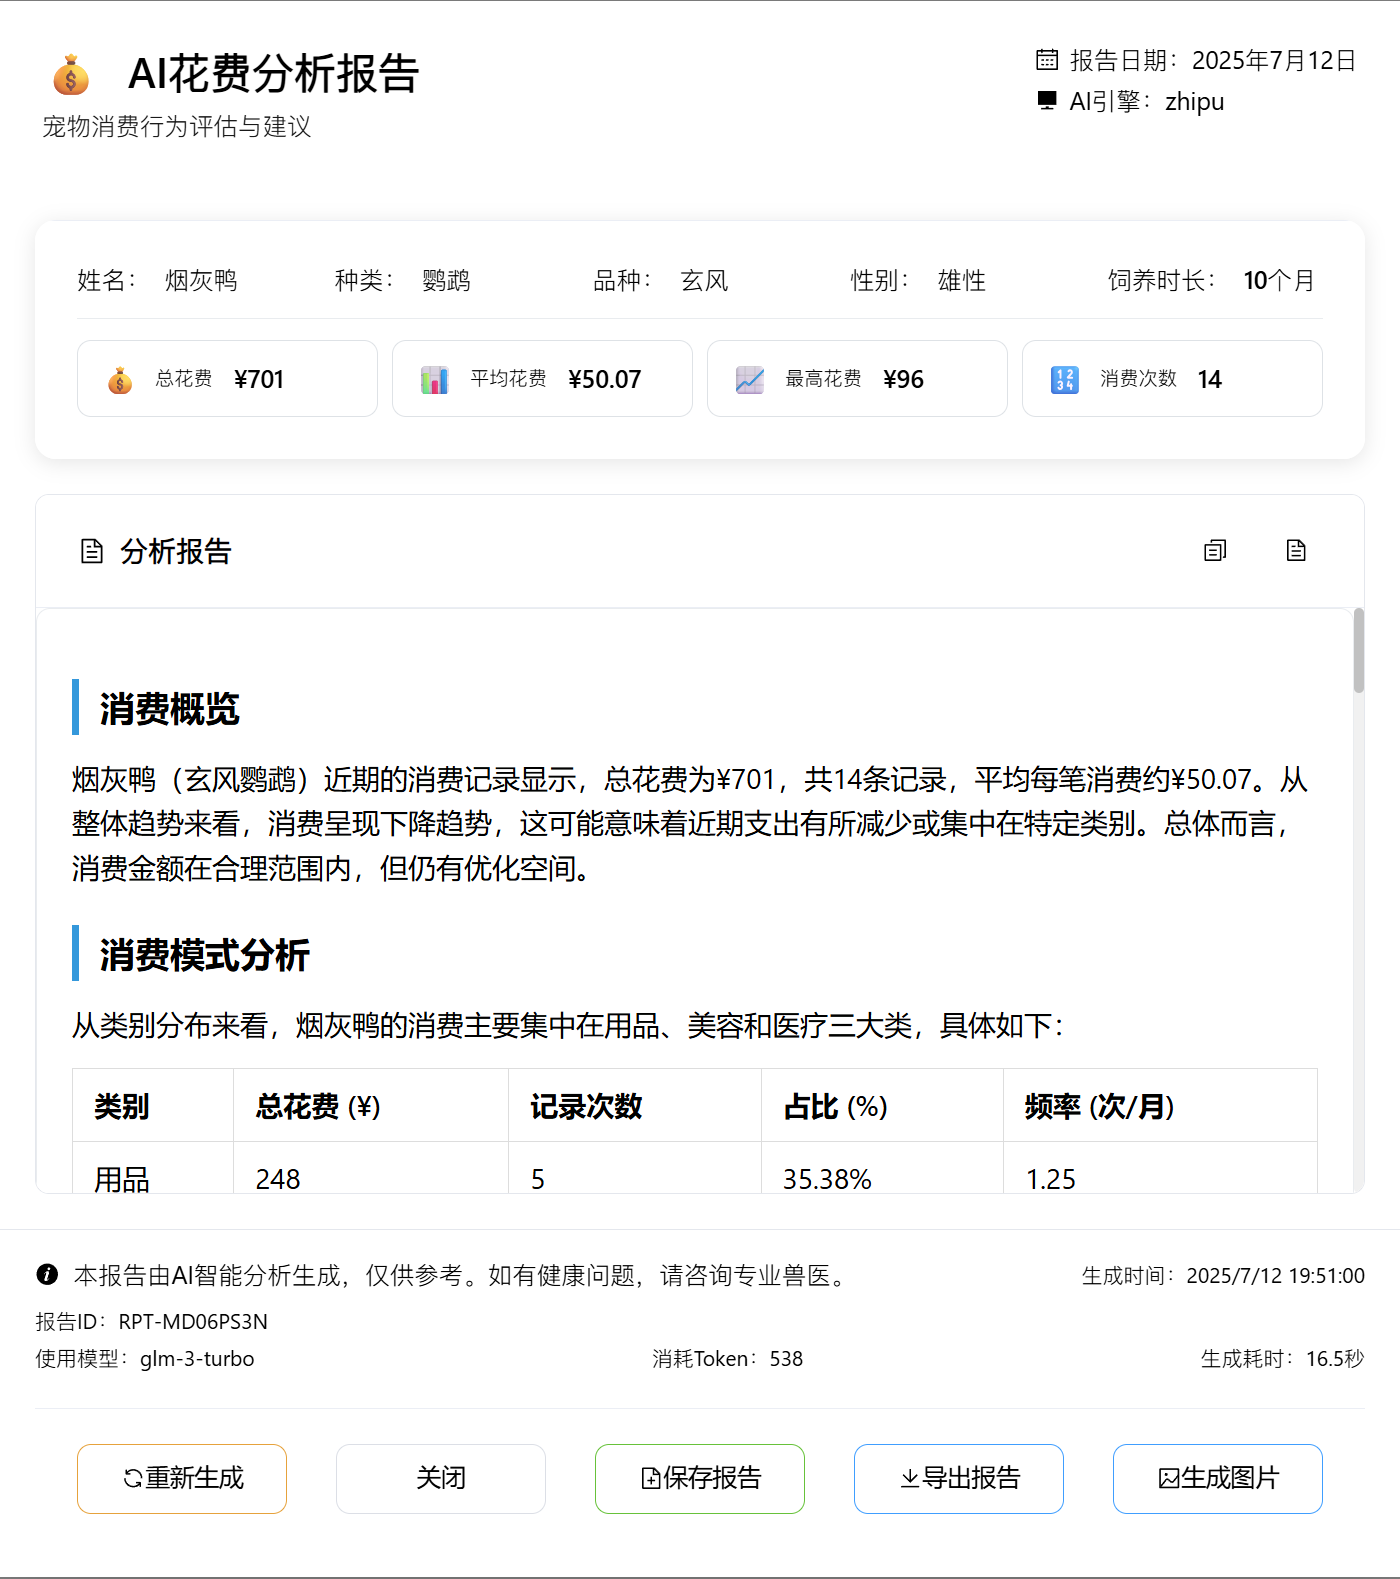 AI花费分析报告
宠物消费行为评估与建议
报告日期：2025年7月12日
AI引擎：zhipu
姓名： 烟灰鸭 种类： 鹦鹉 品种： 玄风 性别： 雄性 饲养时长： 10个月
总花费 ¥701 平均花费 ¥50.07 最高花费 ¥96 消费次数 14
分析报告
消费概览
烟灰鸭（玄风鹦鹉）近期的消费记录显示，总花费为¥701，共14条记录，平均每笔消费约¥50.07。从
整体趋势来看，消费呈现下降趋势，这可能意味着近期支出有所减少或集中在特定类别。总体而言，
消费金额在合理范围内，但仍有优化空间。
消费模式分析
从类别分布来看，烟灰鸭的消费主要集中在用品、美容和医疗三大类，具体如下：
类别 总花费 (¥) 记录次数 占比 (%) 频率 (次/月)
用品 248 5 35.38% 1.25
本报告由AI智能分析生成，仅供参考。如有健康问题，请咨询专业兽医。 生成时间：2025/7/12 19:51:00
报告ID：RPT-MD06PS3N
使用模型：glm-3-turbo 消耗Token：538 生成耗时：16.5秒
重新生成 关闭 保存报告 导出报告 生成图片